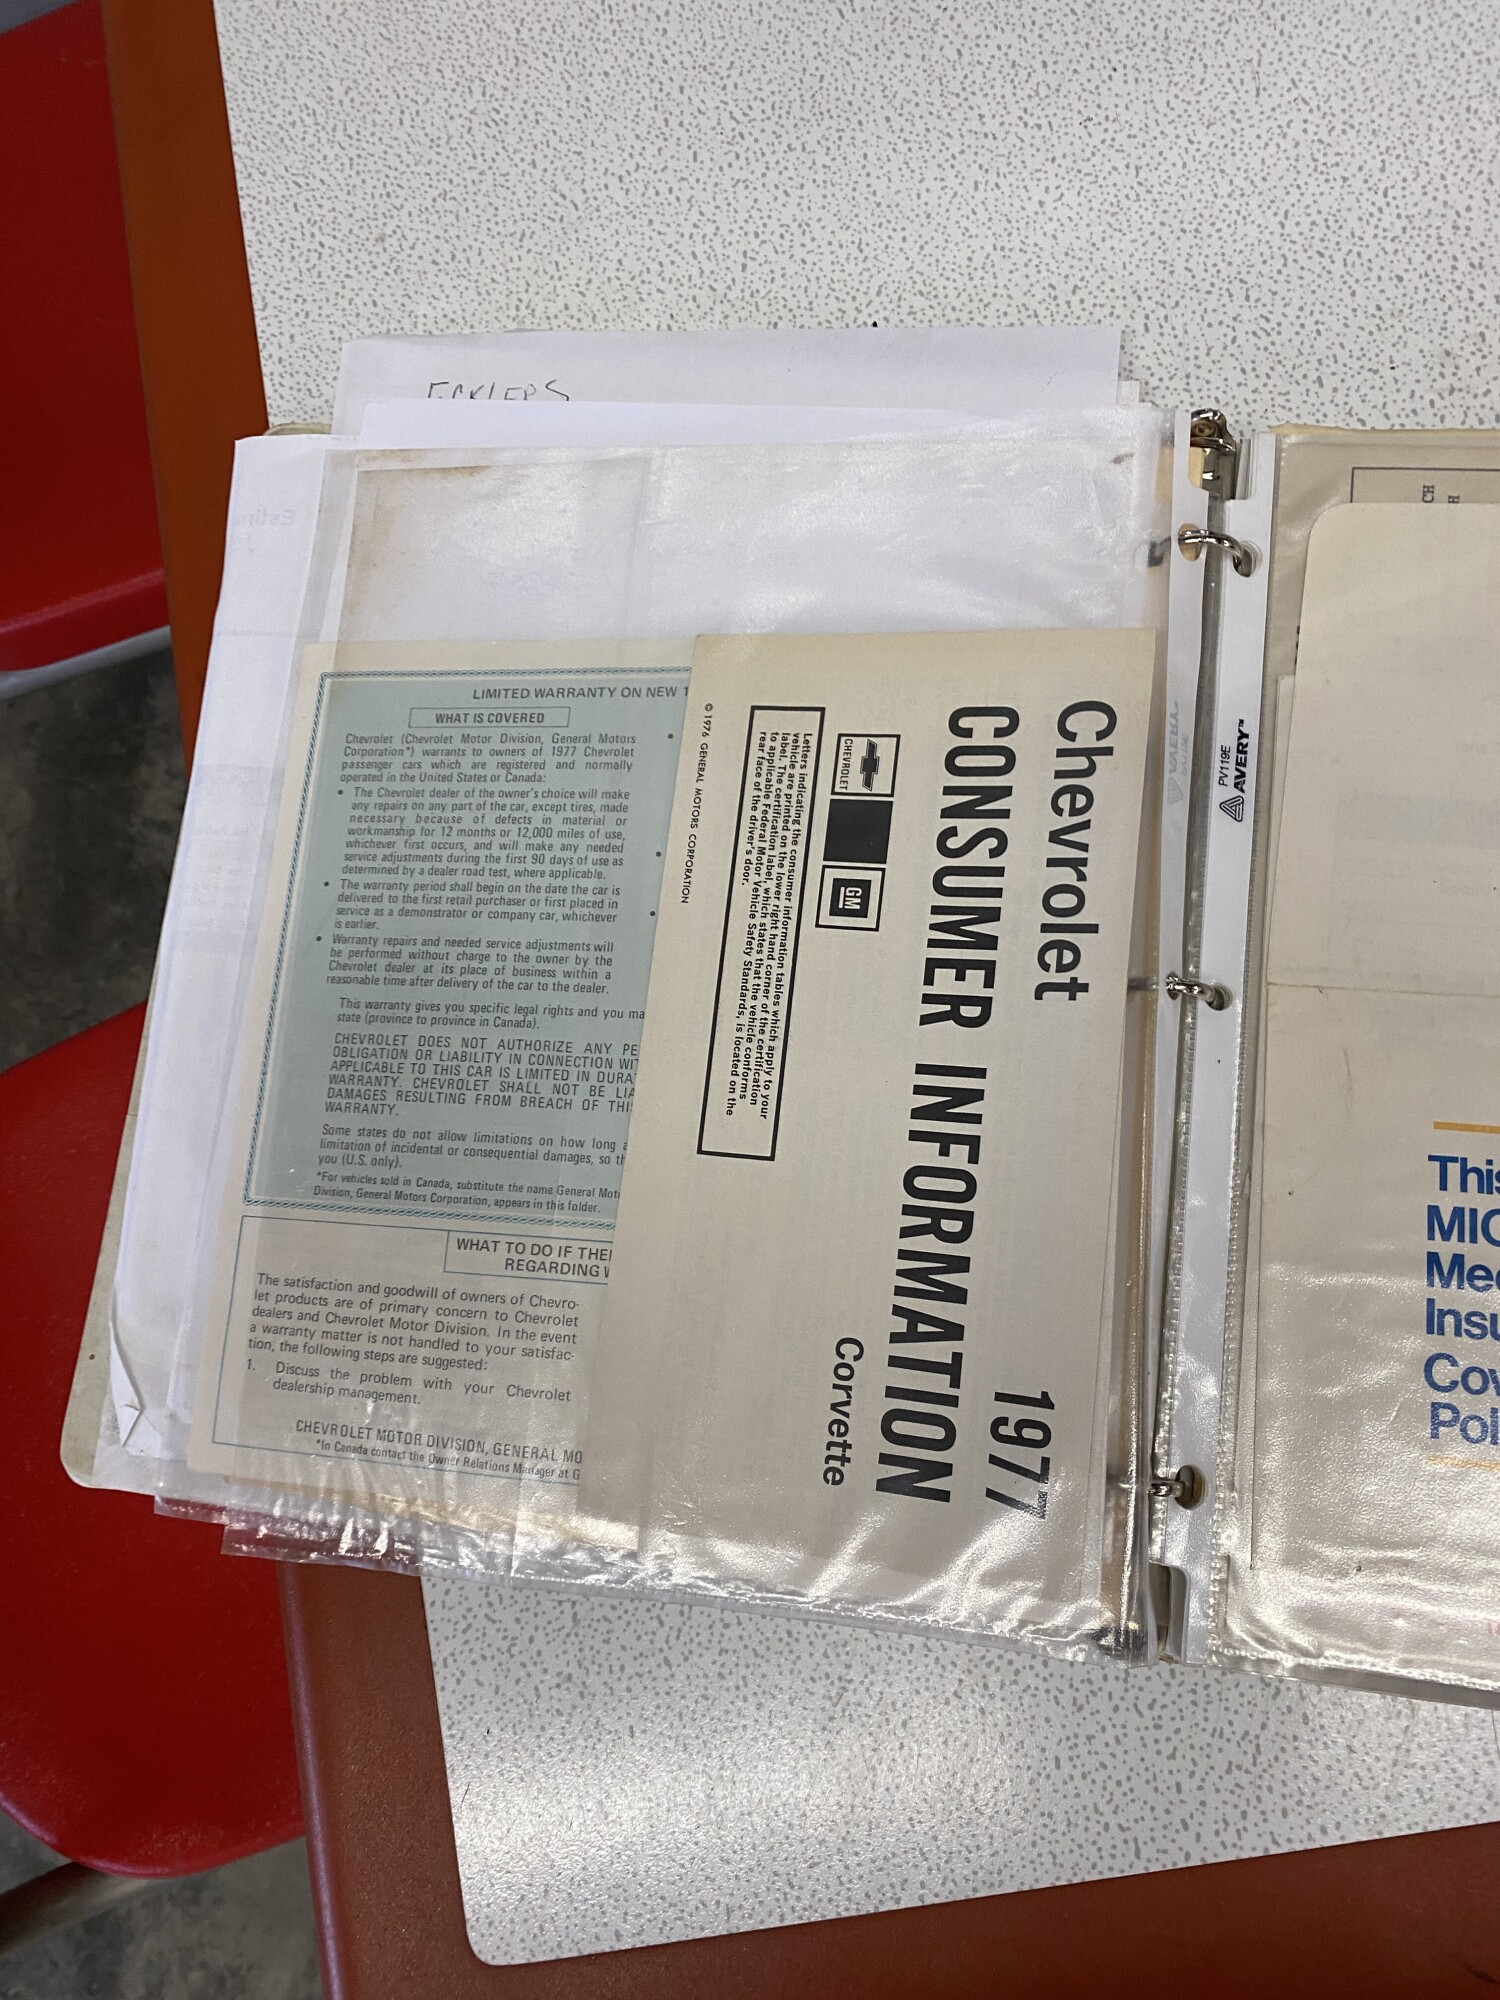 LIMITED WARRANTY ON NEW 1
WHAT IS COVERED
Chevrolet (Chevrolet Motor Division, General Motors
Corporation*) warrants to owners of 1977 Chevrolet
passenger cars which are registered and normally
operated in the United States or Canada:
• The Chevrolet dealer of the owner's choice will make
any repairs on any part of the car, except tires, made
necessary because of defects in material or
workmanship for 12 months or 12,000 miles of use,
whichever first occurs, and will make any needed
service adjustments during the first 90 days of use as
determined by a dealer road test, where applicable.
• The warranty period shall begin on the date the car is
delivered to the first retail purchaser or first placed in
service as a demonstrator or company car, whichever
is earlier.
• Warranty repairs and needed service adjustments will
be performed without charge to the owner by the
Chevrolet dealer at its place of business within a
reasonable time after delivery of the car to the dealer.
This warranty gives you specific legal rights and you ma
state (province to province in Canada).
CHEVROLET DOES NOT AUTHORIZE ANY PE
OBLIGATION OR LIABILITY IN CONNECTION WIT
APPLICABLE TO THIS CAR IS LIMITED IN DURA
WARRANTY. CHEVROLET SHALL NOT BE LIA
DAMAGES RESULTING FROM BREACH OF THI
WARRANTY.
Some states do not allow limitations on how long a
limitation of incidental or consequential damages, so th
you (U.S. only).
*For vehicles sold in Canada, substitute the name General Moto
Division, General Motors Corporation, appears in this folder.
WHAT TO DO IF THE
REGARDING
The satisfaction and goodwill of owners of Chevro-
let products are of primary concern to Chevrolet
dealers and Chevrolet Motor Division. In the event
a warranty matter is not handled to your satisfac-
tion, the following steps are suggested:
1. Discuss the problem with your Chevrolet
dealership management.
CHEVROLET MOTOR DIVISION, GENERAL MO
*In Canada contact the Owner Relations Manager at G
Chevrolet
1977
CONSUMER INFORMATION
Corvette
CHEVROLET
GM
Letters indicating the consumer information tables which apply to your
vehicle are printed on the lower right hand corner of the certification
label. The certification label, which states that the vehicle conforms
to applicable Federal Motor Vehicle Safety Standards, is located on the
rear face of the driver's door.
© 1976 GENERAL MOTORS CORPORATION
PV119E
AVERY™
CH
H
This
MIC
Med
Insu
Cov
Pol